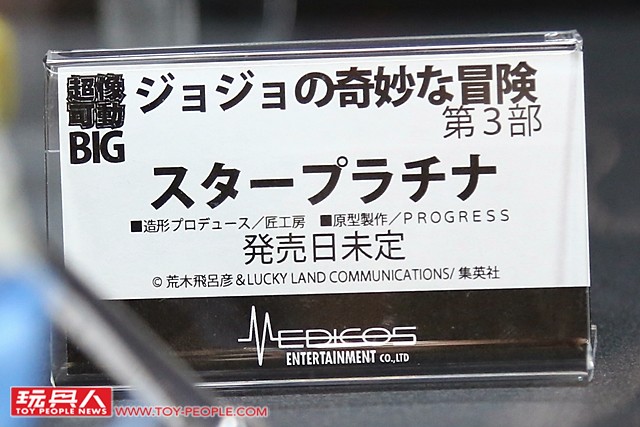 超像可動
BIG
ジョジョの奇妙な冒険
第3部
スタープラチナ
■造形プロデュース／匠工房 ■原型製作／PROGRESS
発売日未定
© 荒木飛呂彦＆LUCKY LAND COMMUNICATIONS/ 集英社
MEDICOS
ENTERTAINMENT CO.,LTD
玩具人
TOY PEOPLE NEWS
WWW.TOY-PEOPLE.COM